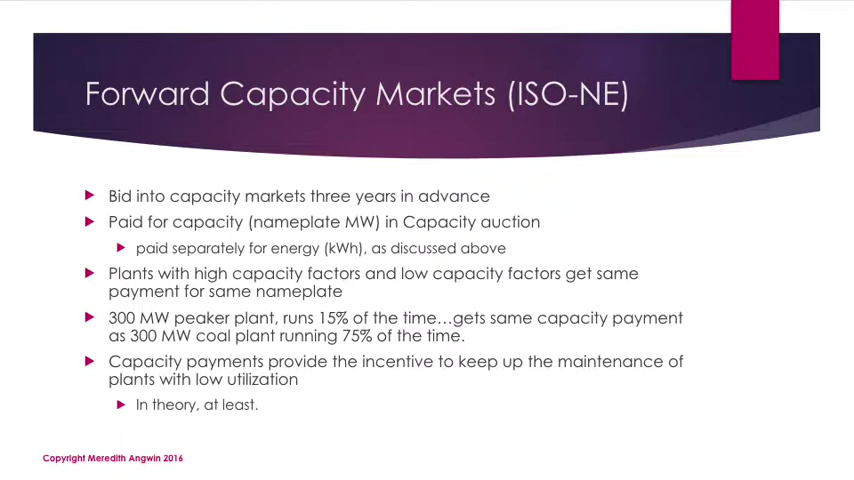 Forward Capacity Markets (ISO-NE)
Bid into capacity markets three years in advance
Paid for capacity (nameplate MW) in Capacity auction
paid separately for energy (kWh), as discussed above
Plants with high capacity factors and low capacity factors get same
payment for same nameplate
300 MW peaker plant, runs 15% of the time…gets same capacity payment
as 300 MW coal plant running 75% of the time.
Capacity payments provide the incentive to keep up the maintenance of
plants with low utilization
In theory, at least.
Copyright Meredith Angwin 2016